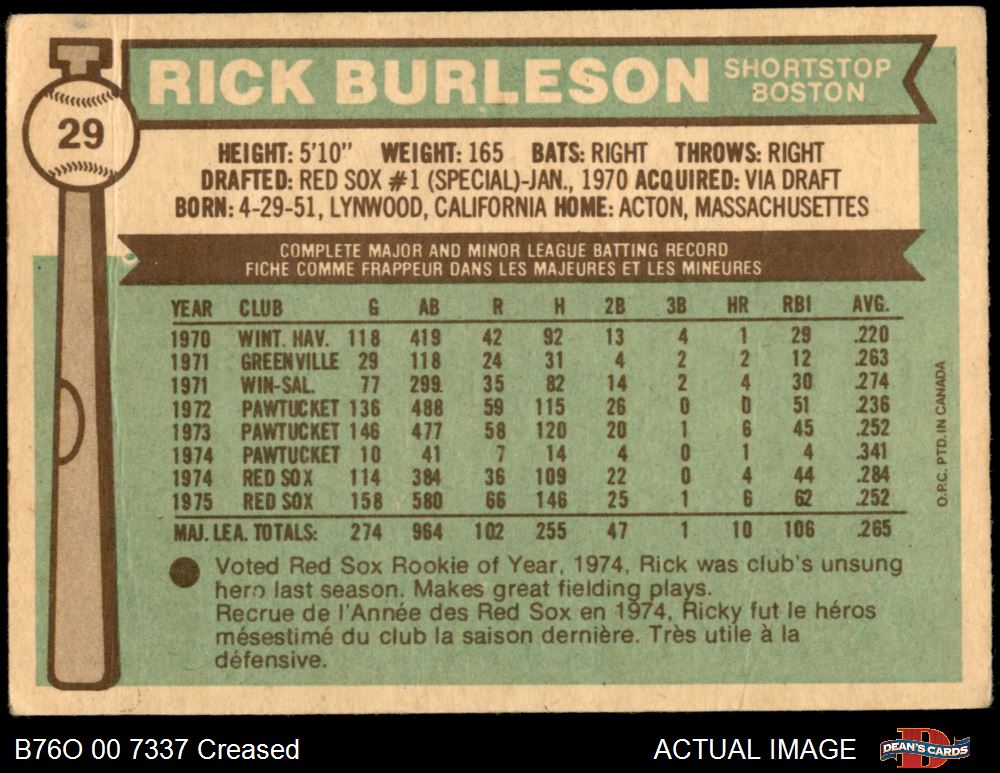 29
RICK BURLESON
SHORTSTOP
BOSTON
HEIGHT: 5'10" WEIGHT: 165 BATS: RIGHT THROWS: RIGHT
DRAFTED: RED SOX #1 (SPECIAL)-JAN., 1970 ACQUIRED: VIA DRAFT
BORN: 4-29-51, LYNWOOD, CALIFORNIA HOME: ACTON, MASSACHUSETTES
COMPLETE MAJOR AND MINOR LEAGUE BATTING RECORD
FICHE COMME FRAPPEUR DANS LES MAJEURES ET LES MINEURES
YEAR CLUB G AB R H 2B 3B HR RBI AVG.
1970 WINT. HAV. 118 419 42 92 13 4 1 29 .220
1971 GREENVILLE 29 118 24 31 4 2 2 12 .263
1971 WIN-SAL. 77 299 35 82 14 2 4 30 .274
1972 PAWTUCKET 136 488 59 115 26 0 0 51 .236
1973 PAWTUCKET 146 477 58 120 20 1 6 45 .252
1974 PAWTUCKET 10 41 7 14 4 0 1 4 .341
1974 RED SOX 114 384 36 109 22 0 4 44 .284
1975 RED SOX 158 580 66 146 25 1 6 62 .252
MAJ. LEA. TOTALS: 274 964 102 255 47 1 10 106 .265
Voted Red Sox Rookie of Year, 1974, Rick was club's unsung
hero last season. Makes great fielding plays.
Recrue de l'Année des Red Sox en 1974, Ricky fut le héros
mésestimé du club la saison dernière. Très utile à la
défensive.
O.P.C. PTD. IN CANADA
B76O 00 7337 Creased
ACTUAL IMAGE
DEAN'S CARDS